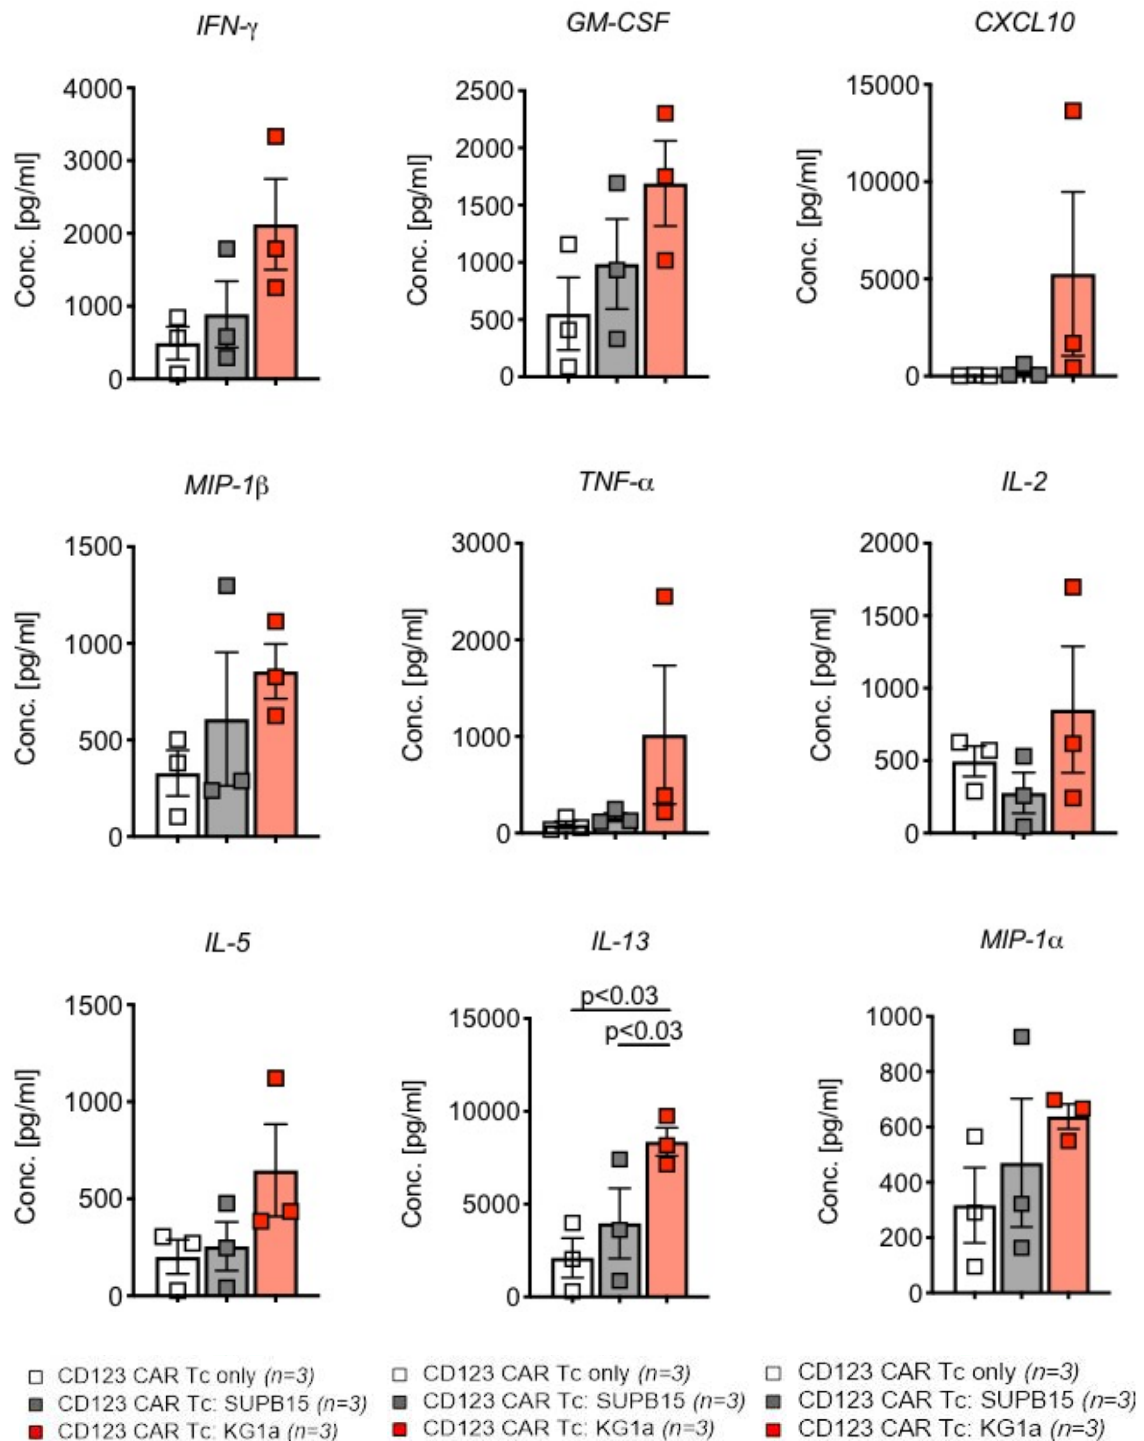 IFN-γ
GM-CSF
CXCL10
Conc. [pg/ml]
4000
3000
2000
1000
0
Conc. [pg/ml]
2500
2000
1500
1000
500
0
Conc. [pg/ml]
15000
10000
5000
0
MIP-1β
TNF-α
IL-2
Conc. [pg/ml]
1500
1000
500
0
Conc. [pg/ml]
3000
2000
1000
0
Conc. [pg/ml]
2000
1500
1000
500
0
IL-5
IL-13
MIP-1α
Conc. [pg/ml]
1500
1000
500
0
Conc. [pg/ml]
15000
10000
5000
0
p<0.03
p<0.03
Conc. [pg/ml]
1000
800
600
400
200
0
CD123 CAR Tc only (n=3)
CD123 CAR Tc: SUPB15 (n=3)
CD123 CAR Tc: KG1a (n=3)
CD123 CAR Tc only (n=3)
CD123 CAR Tc: SUPB15 (n=3)
CD123 CAR Tc: KG1a (n=3)
CD123 CAR Tc only (n=3)
CD123 CAR Tc: SUPB15 (n=3)
CD123 CAR Tc: KG1a (n=3)